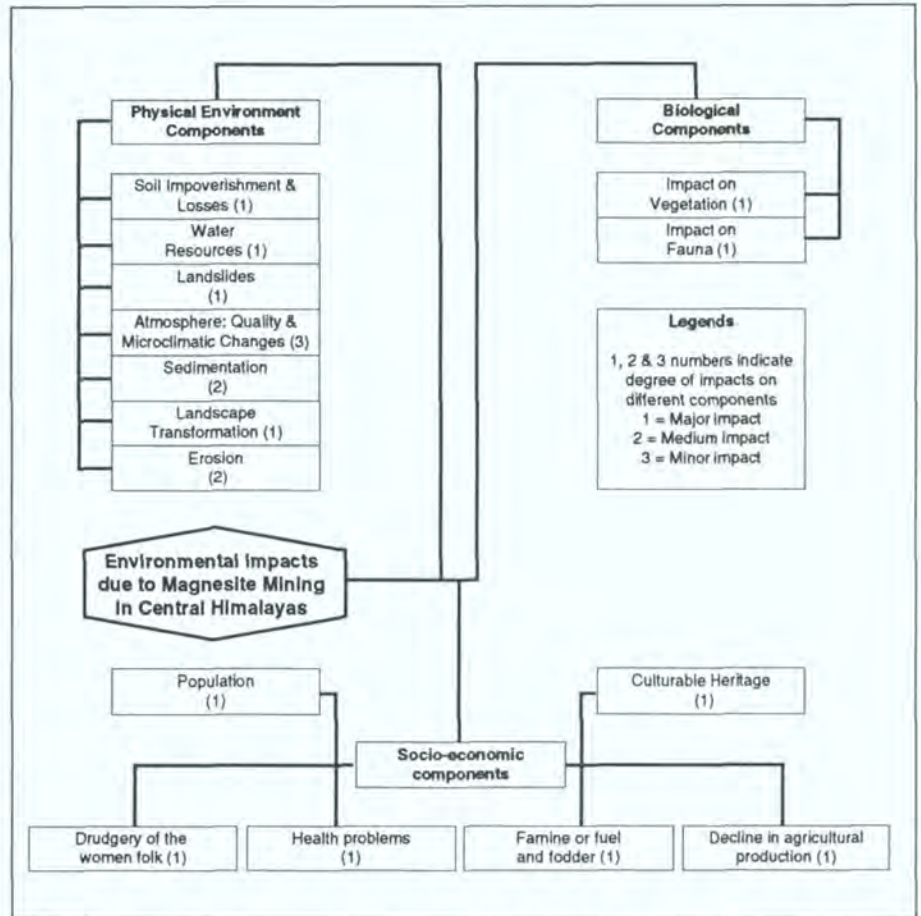 Physical Environment
Components
Soil Impoverishment &
Losses (1)
Water
Resources (1)
Landslides
(1)
Atmosphere: Quality &
Microclimatic Changes (3)
Sedimentation
(2)
Landscape
Transformation (1)
Erosion
(2)
Biological
Components
Impact on
Vegetation (1)
Impact on
Fauna (1)
Legends
1, 2 & 3 numbers indicate
degree of impacts on
different components
1 = Major impact
2 = Medium impact
3 = Minor impact
Environmental Impacts
due to Magnesite Mining
in Central Himalayas
Population
(1)
Culturable Heritage
(1)
Socio-economic
components
Drudgery of the
women folk (1)
Health problems
(1)
Famine or fuel
and fodder (1)
Decline in agricultural
production (1)